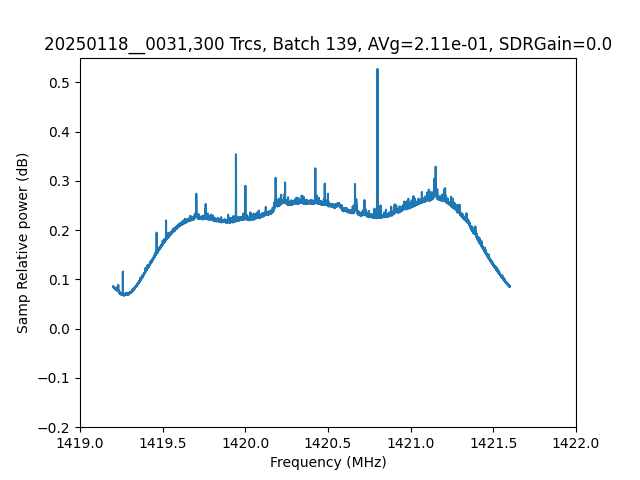 20250118__0031,300 Trcs, Batch 139, AVg=2.11e-01, SDRGain=0.0
Samp Relative power (dB)
0.5
0.4
0.3
0.2
0.1
0.0
−0.1
−0.2
1419.0 1419.5 1420.0 1420.5 1421.0 1421.5 1422.0
Frequency (MHz)